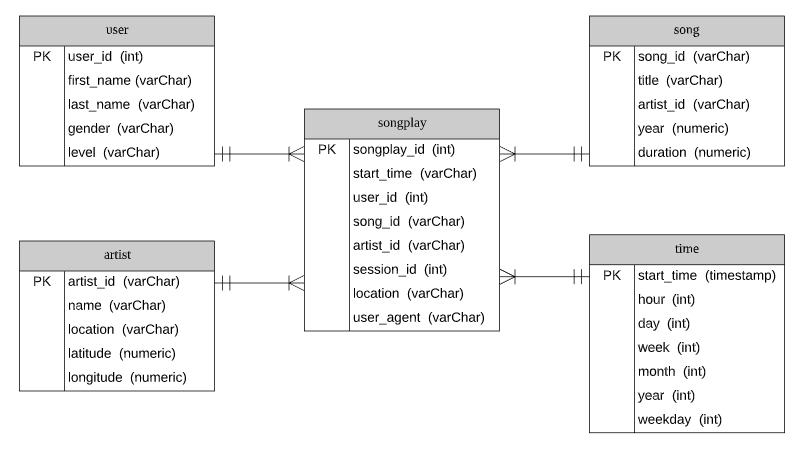 user
PK user_id (int)
first_name (varChar)
last_name (varChar)
gender (varChar)
level (varChar)
artist
PK artist_id (varChar)
name (varChar)
location (varChar)
latitude (numeric)
longitude (numeric)
songplay
PK songplay_id (int)
start_time (varChar)
user_id (int)
song_id (varChar)
artist_id (varChar)
session_id (int)
location (varChar)
user_agent (varChar)
song
PK song_id (varChar)
title (varChar)
artist_id (varChar)
year (numeric)
duration (numeric)
time
PK start_time (timestamp)
hour (int)
day (int)
week (int)
month (int)
year (int)
weekday (int)